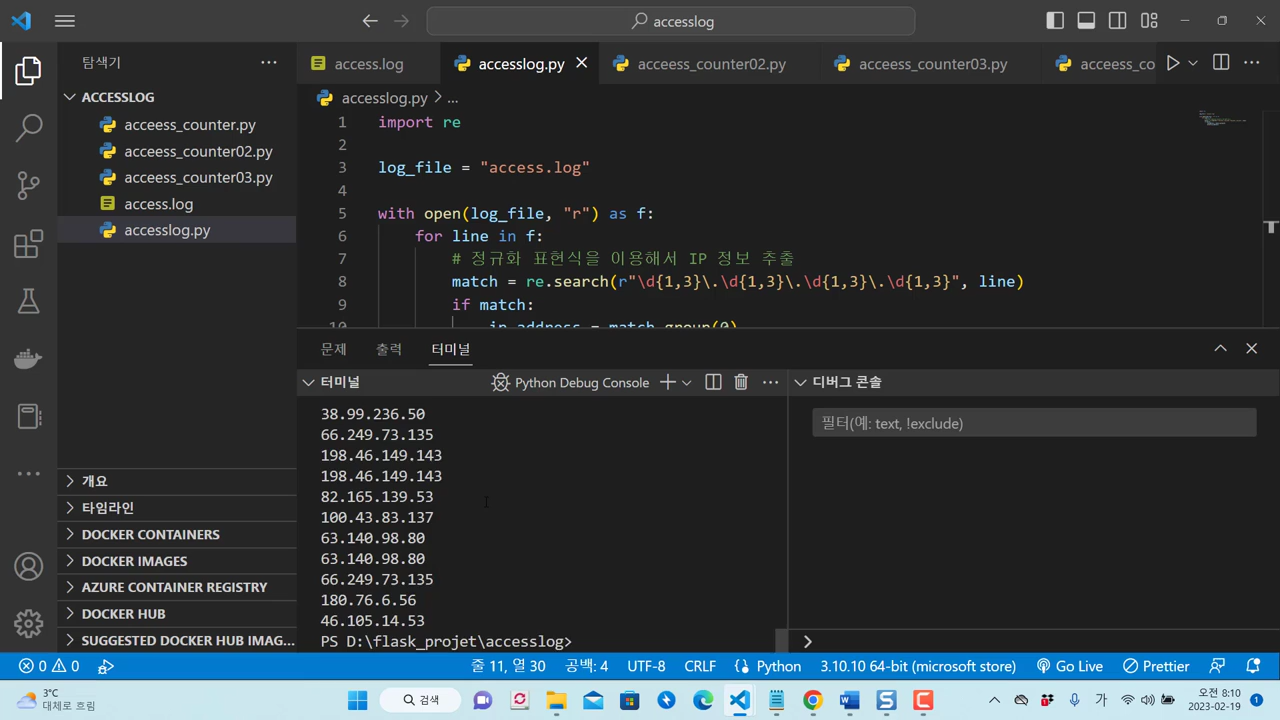 accesslog
탐색기
ACCESSLOG
acceess_counter.py
acceess_counter02.py
acceess_counter03.py
access.log
accesslog.py
개요
타임라인
DOCKER CONTAINERS
DOCKER IMAGES
AZURE CONTAINER REGISTRY
DOCKER HUB
SUGGESTED DOCKER HUB IMAG...
access.log accesslog.py acceess_counter02.py acceess_counter03.py acceess_co
accesslog.py > ...
1 import re
2
3 log_file = "access.log"
4
5 with open(log_file, "r") as f:
6 for line in f:
7 # 정규화 표현식을 이용해서 IP 정보 추출
8 match = re.search(r"\d{1,3}\.\d{1,3}\.\d{1,3}\.\d{1,3}", line)
9 if match:
10 ip_address = match.group(0)
문제 출력 터미널
터미널 Python Debug Console
38.99.236.50
66.249.73.135
198.46.149.143
198.46.149.143
82.165.139.53
100.43.83.137
63.140.98.80
63.140.98.80
66.249.73.135
180.76.6.56
46.105.14.53
PS D:\flask_projet\accesslog>
디버그 콘솔
필터(예: text, !exclude)
0 0 줄 11, 열 30 공백: 4 UTF-8 CRLF Python 3.10.10 64-bit (microsoft store) Go Live Prettier
3°C
대체로 흐림
검색
가
오전 8:10
2023-02-19
1